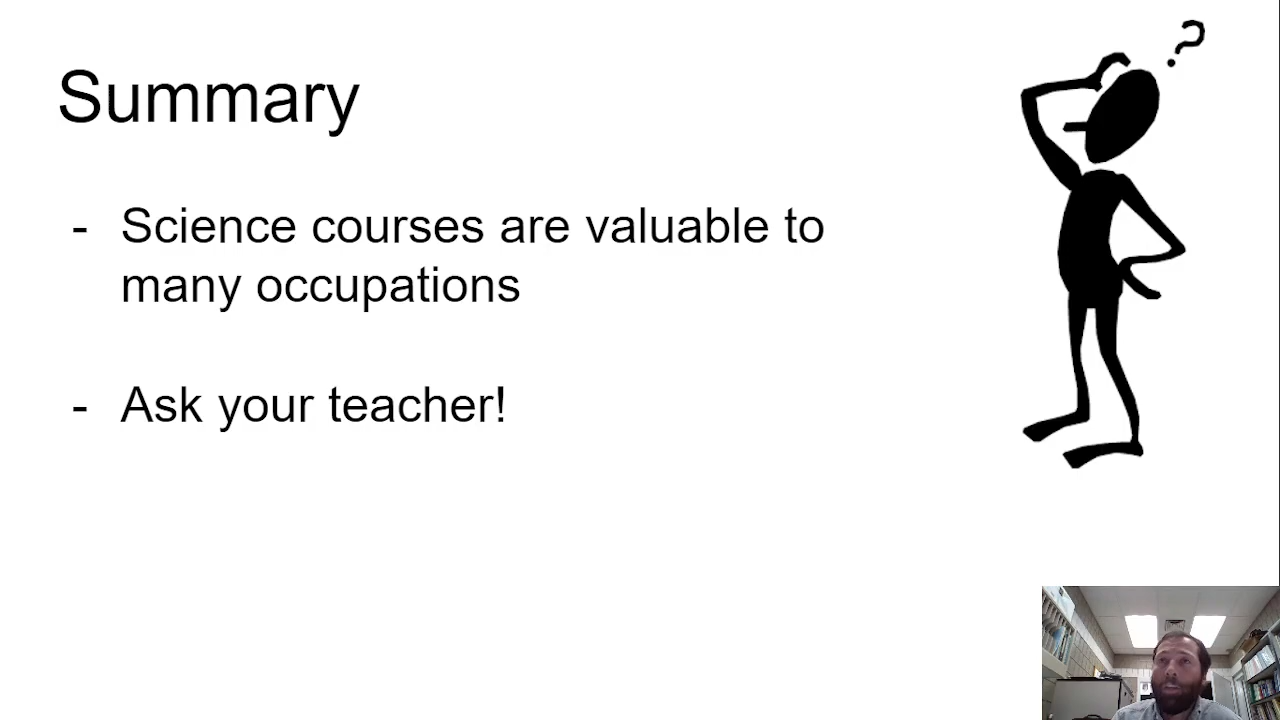 Summary
?
- Science courses are valuable to
many occupations
- Ask your teacher!